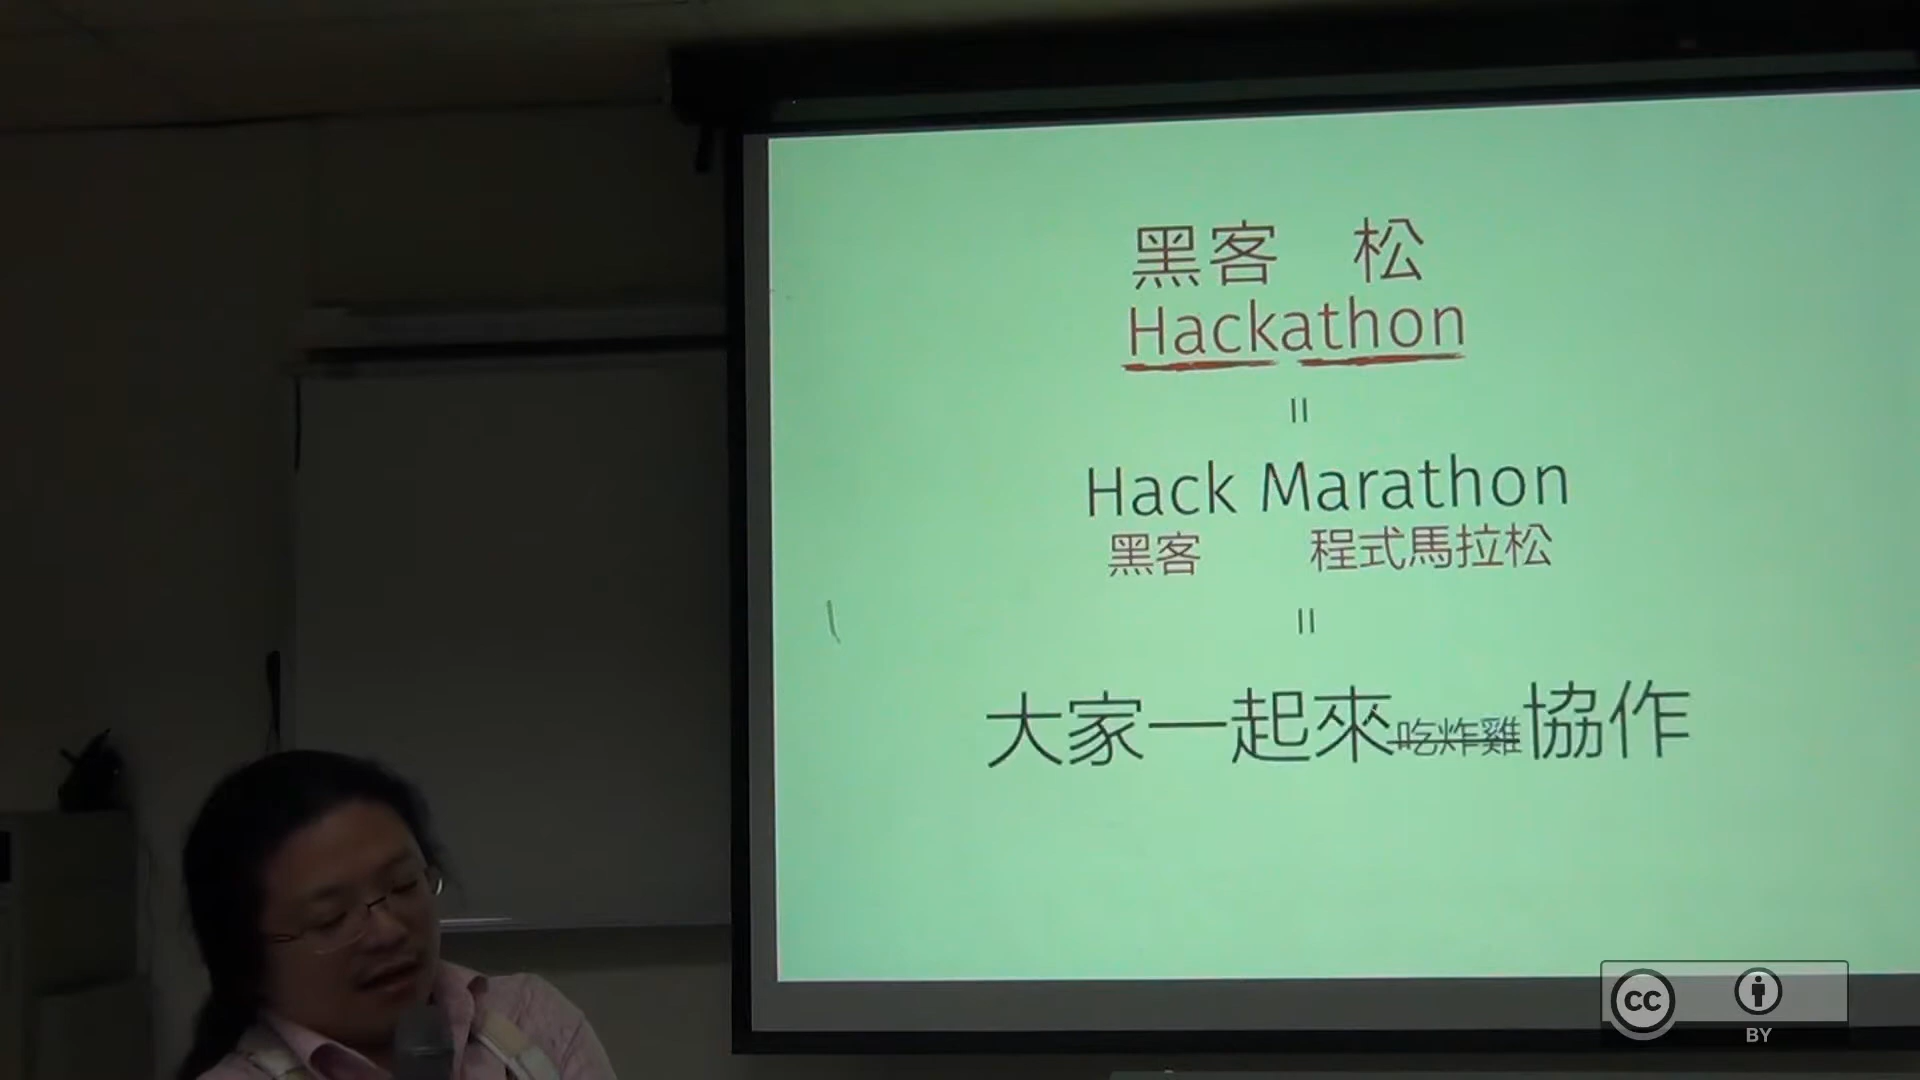 黑客 松
Hackathon
=
Hack Marathon
黑客 程式馬拉松
=
大家一起來吃炸雞協作
cc
BY